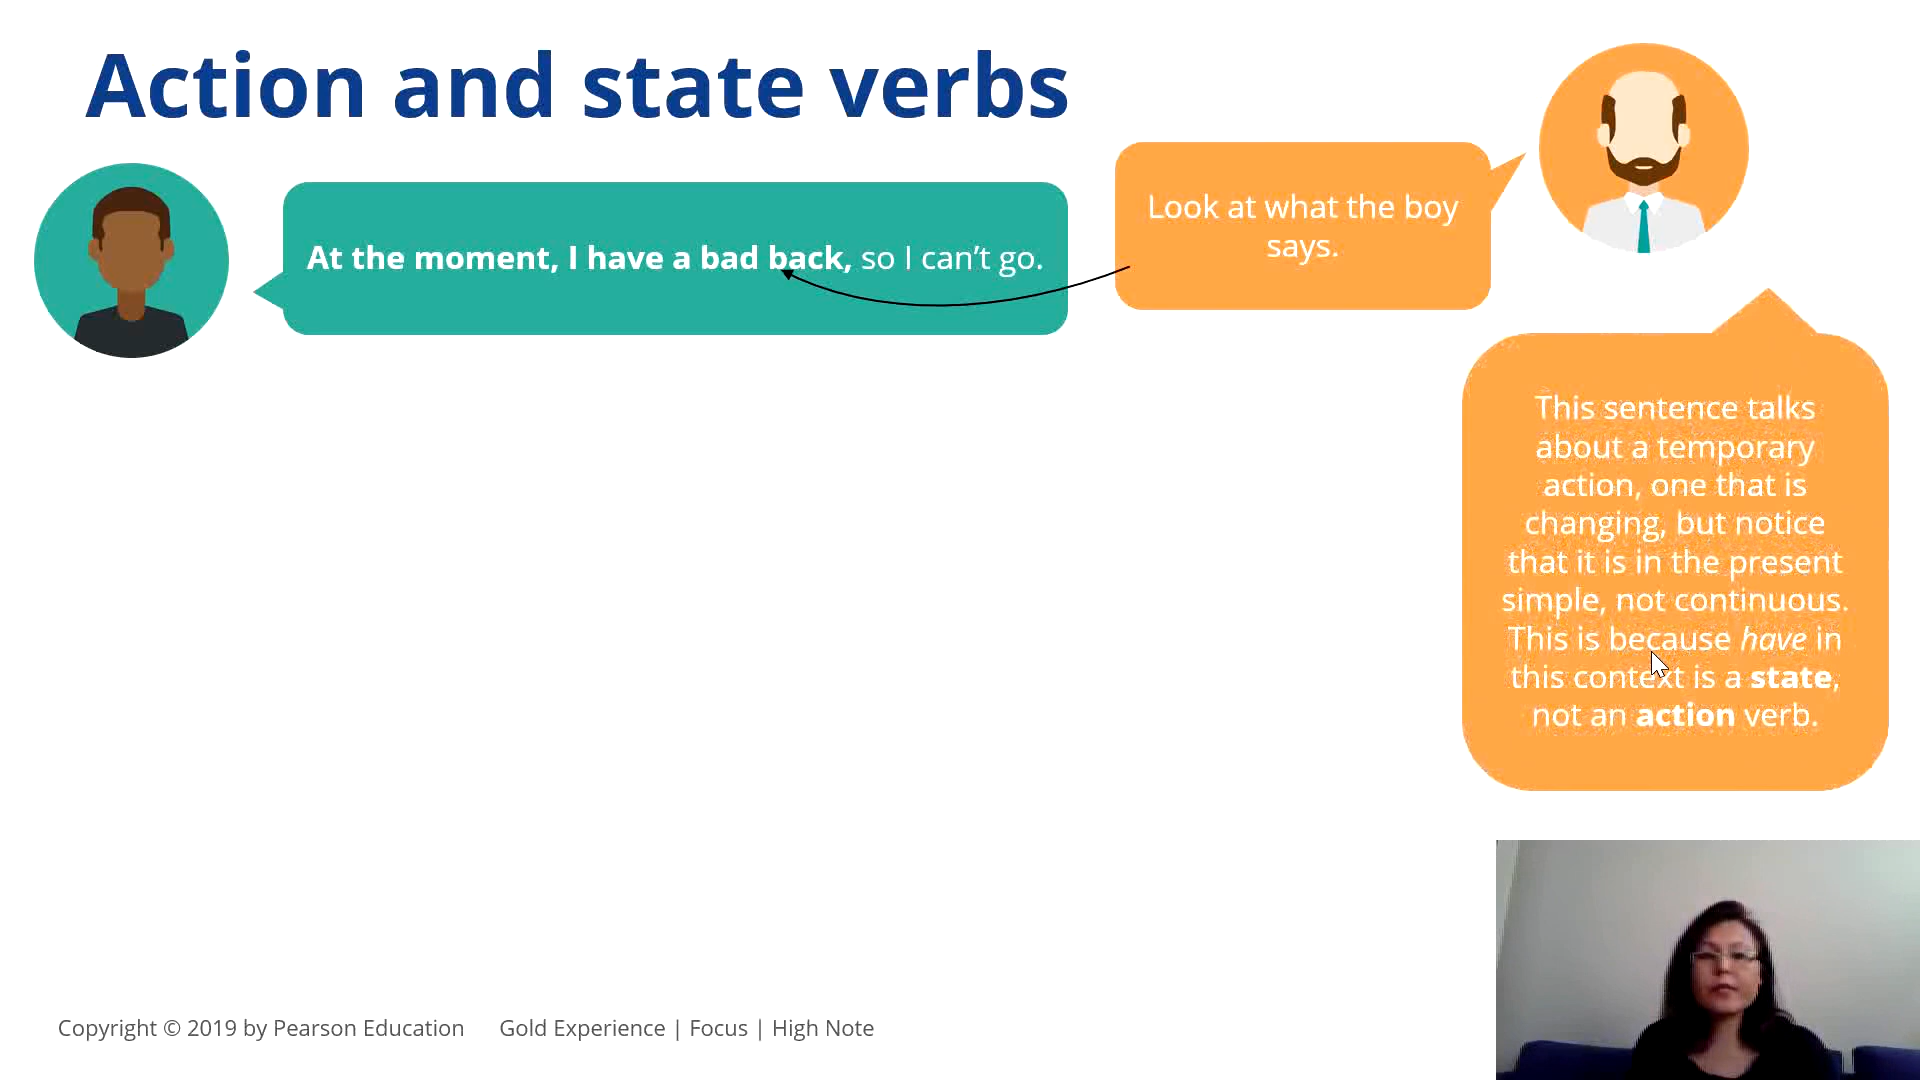 Action and state verbs
At the moment, I have a bad back, so I can’t go.
Look at what the boy
says.
This sentence talks
about a temporary
action, one that is
changing, but notice
that it is in the present
simple, not continuous.
This is because have in
this context is a state,
not an action verb.
Copyright © 2019 by Pearson Education Gold Experience | Focus | High Note